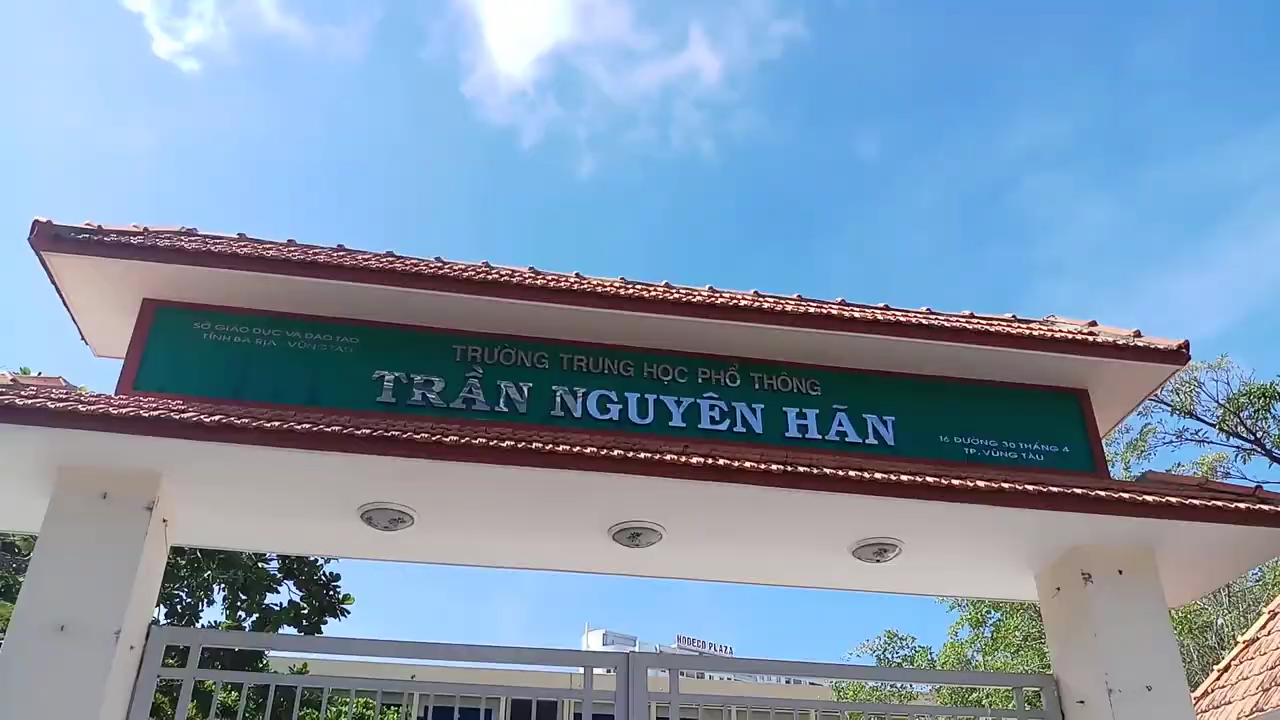 SỞ GIÁO DỤC VÀ ĐÀO TẠO
TỈNH BÀ RỊA - VŨNG TÀU
TRƯỜNG TRUNG HỌC PHỔ THÔNG
TRẦN NGUYÊN HÃN
16 ĐƯỜNG 30 THÁNG 4
TP. VŨNG TÀU
HODECO PLAZA